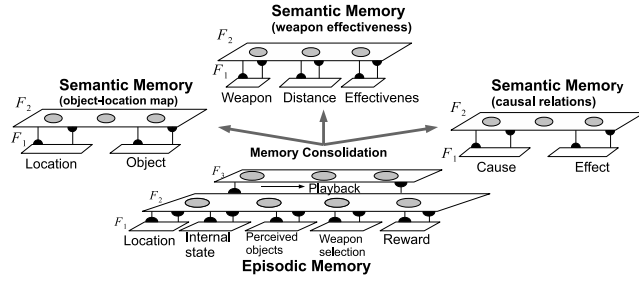 Semantic Memory
(weapon effectiveness)
F2
F1
Weapon Distance Effectivenes
Semantic Memory
(object-location map)
F2
F1
Location Object
Semantic Memory
(causal relations)
F2
F1
Cause Effect
Memory Consolidation
F3
Playback
F2
F1
Location Internal state Perceived objects Weapon selection Reward
Episodic Memory